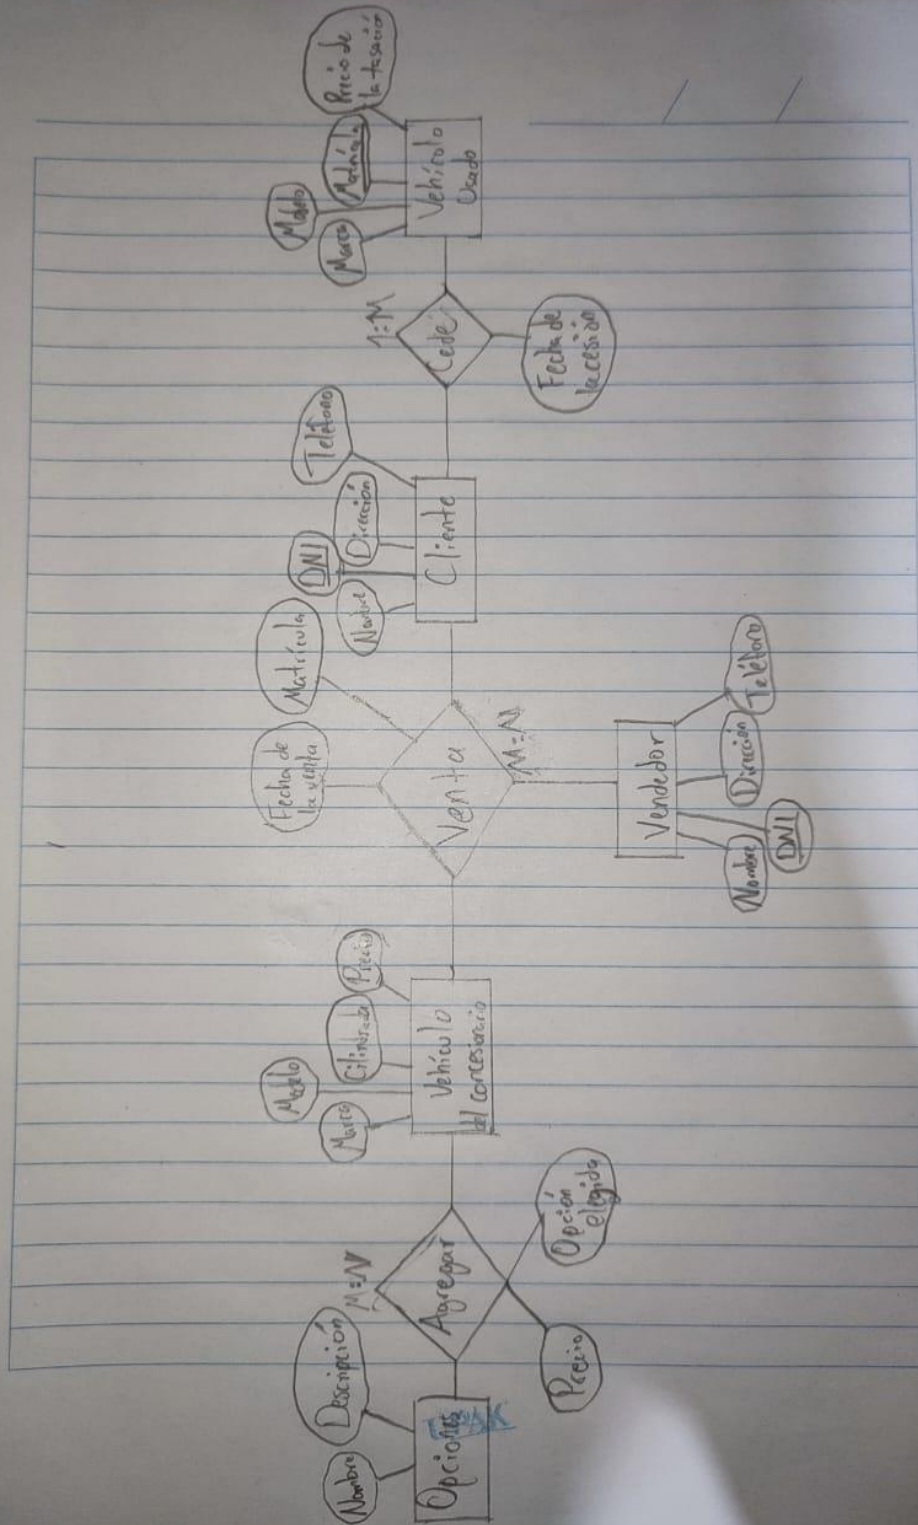 Nombre
Descripción
Opciones
M:N
Agregar
Precio
Opción
elegida
Marca
Modelo
Cilindrada
Precio
Vehículo
del concesionario
Fecha de
la venta
Matrícula
Venta
M:N
Vendedor
Nombre
DNI
Dirección
Teléfono
Nombre
DNI
Dirección
Teléfono
Cliente
1:M
Cede
Fecha de
la cesión
Marca
Modelo
Matrícula
Precio de
la tasación
Vehículo
Usado